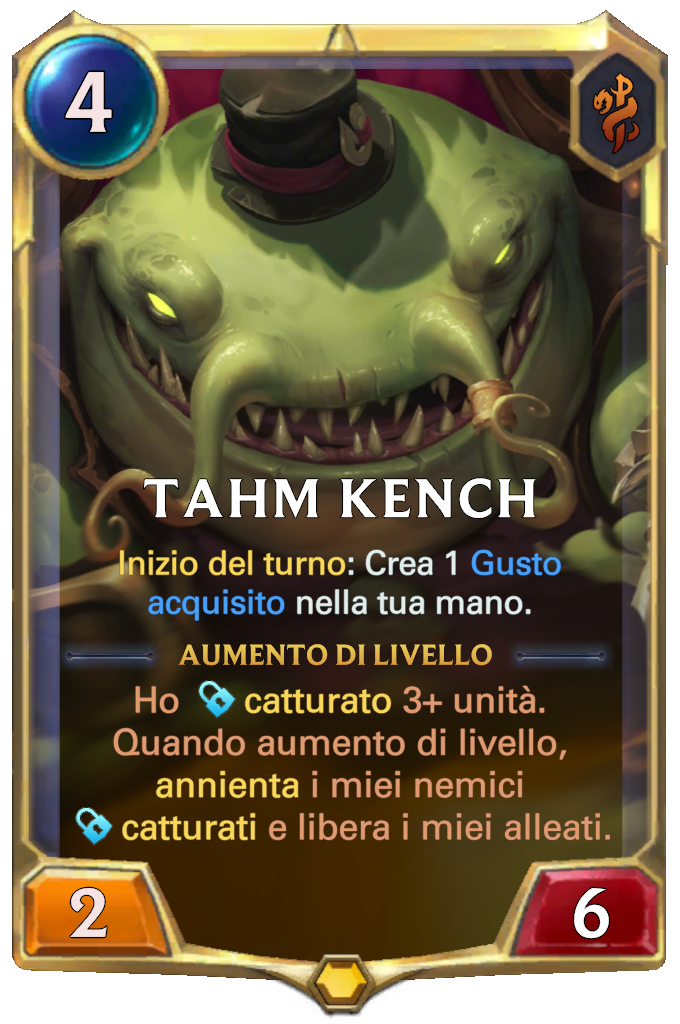 4
TAHM KENCH
Inizio del turno: Crea 1 Gusto
acquisito nella tua mano.
AUMENTO DI LIVELLO
Ho catturato 3+ unità.
Quando aumento di livello,
annienta i miei nemici
catturati e libera i miei alleati.
2
6